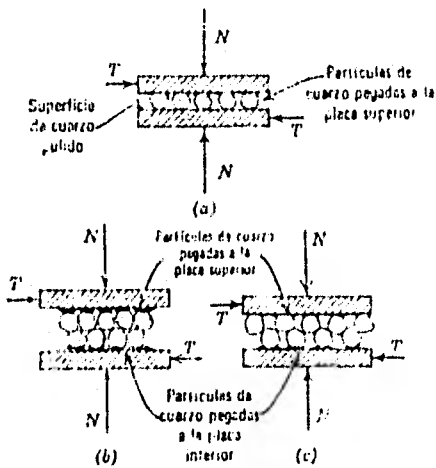 N
T
Partículas de
cuarzo pegados a la
placa superior
Superficie
de cuarzo
pulido
T
N
(a)
N
Partículas de cuarzo
pegadas a la
placa superior
N
T
T
T
T
Partículas de
cuarzo pegadas
a la placa
inferior
N
N
(b)
(c)